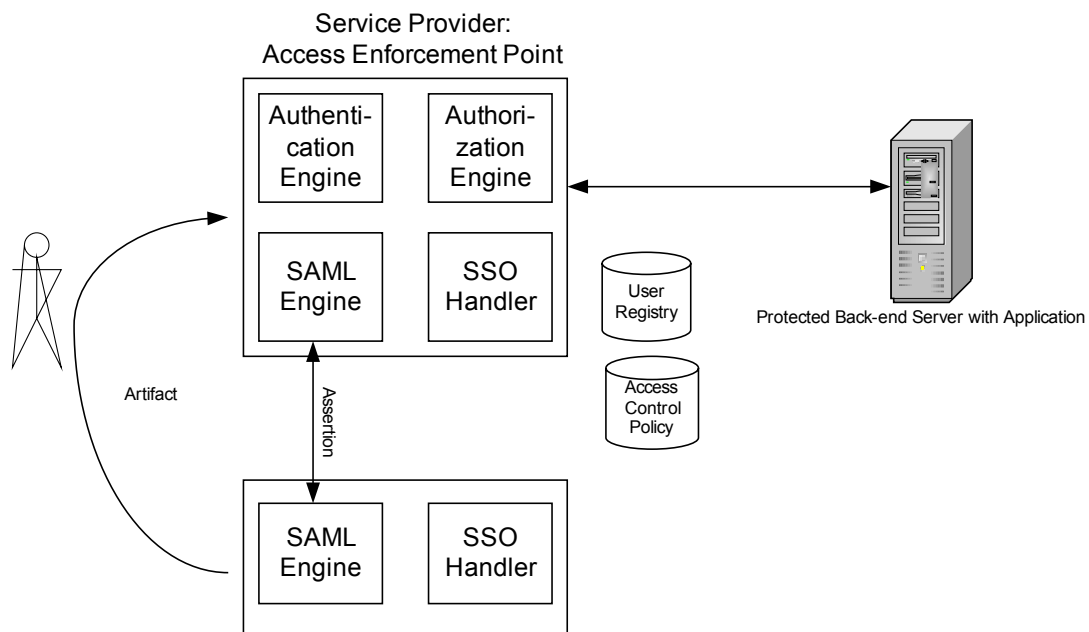 Service Provider:
Access Enforcement Point
Authenti-
cation
Engine
Authori-
zation
Engine
SAML
Engine
SSO
Handler
User
Registry
Protected Back-end Server with Application
Access
Control
Policy
Artifact
Assertion
SAML
Engine
SSO
Handler